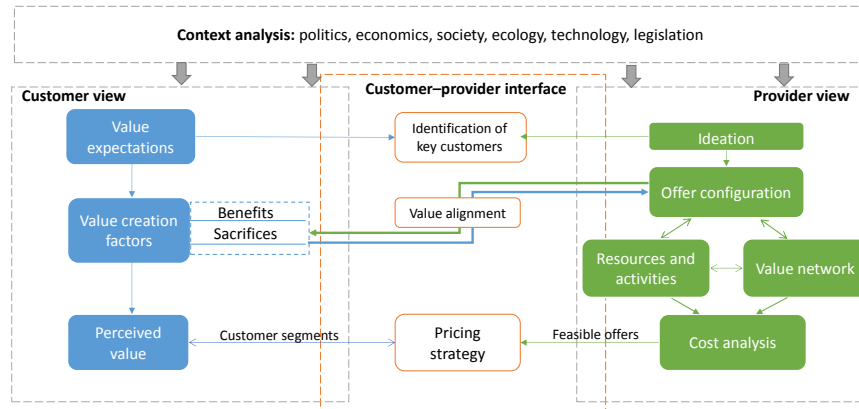 Context analysis: politics, economics, society, ecology, technology, legislation
Customer view
Customer–provider interface
Provider view
Value
expectations
Identification of
key customers
Ideation
Offer configuration
Value creation
factors
Benefits
Sacrifices
Value alignment
Resources and
activities
Value network
Perceived
value
Customer segments
Pricing
strategy
Feasible offers
Cost analysis